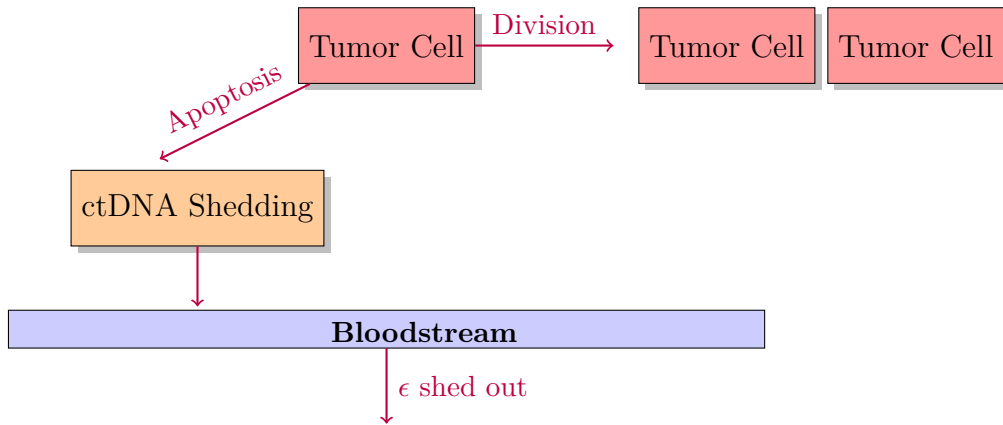 Tumor Cell
Division
Tumor Cell
Tumor Cell
Apoptosis
ctDNA Shedding
Bloodstream
ϵ shed out